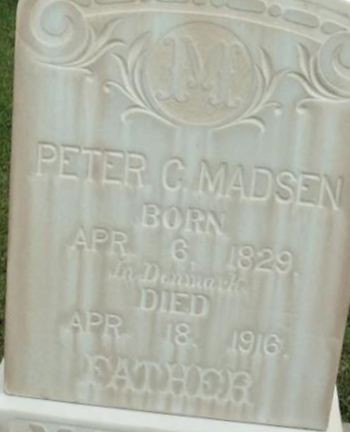 M
PETER C. MADSEN
BORN
APR. 6, 1829.
In Denmark.
DIED
APR. 18, 1916.
FATHER